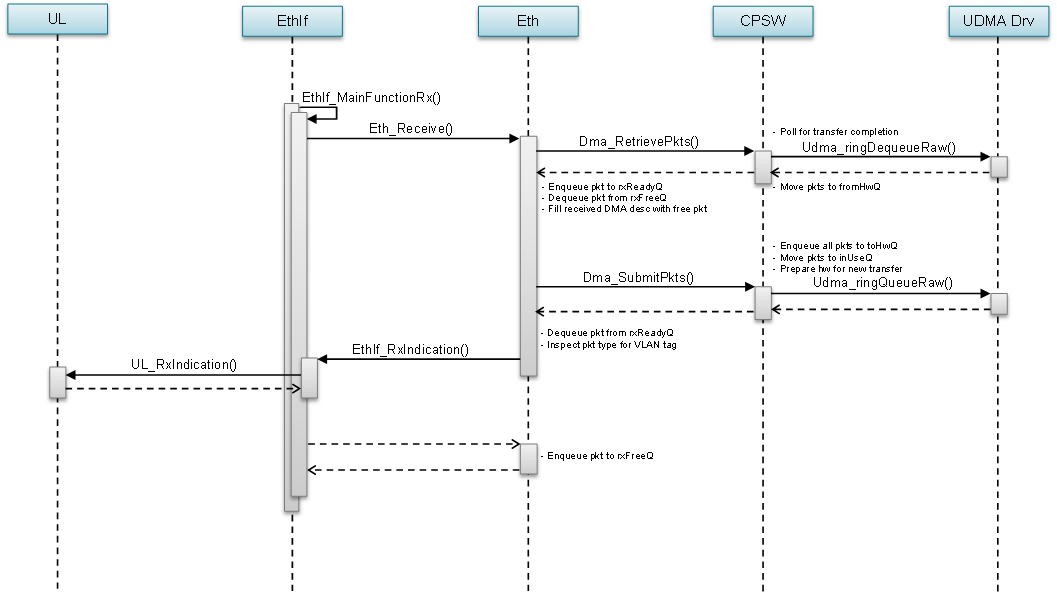 UL
EthIf
Eth
CPSW
UDMA Drv
EthIf_MainFunctionRx()
Eth_Receive()
Dma_RetrievePkts()
- Poll for transfer completion
Udma_ringDequeueRaw()
- Enqueue pkt to rxReadyQ
- Dequeue pkt from rxFreeQ
- Fill received DMA desc with free pkt
- Move pkts to fromHwQ
- Enqueue all pkts to toHwQ
- Move pkts to inUseQ
- Prepare hw for new transfer
Dma_SubmitPkts()
Udma_ringQueueRaw()
- Dequeue pkt from rxReadyQ
- Inspect pkt type for VLAN tag
EthIf_RxIndication()
UL_RxIndication()
- Enqueue pkt to rxFreeQ